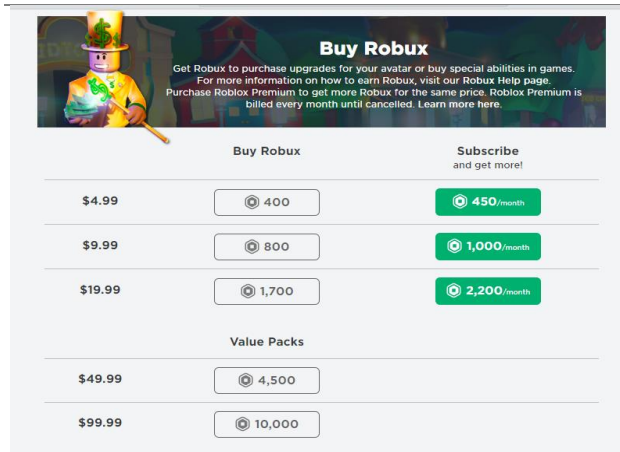 Buy Robux
Get Robux to purchase upgrades for your avatar or buy special abilities in games.
For more information on how to earn Robux, visit our Robux Help page.
Purchase Roblox Premium to get more Robux for the same price. Roblox Premium is
billed every month until cancelled. Learn more here.
Buy Robux Subscribe
and get more!
$4.99 400 450/month
$9.99 800 1,000/month
$19.99 1,700 2,200/month
Value Packs
$49.99 4,500
$99.99 10,000